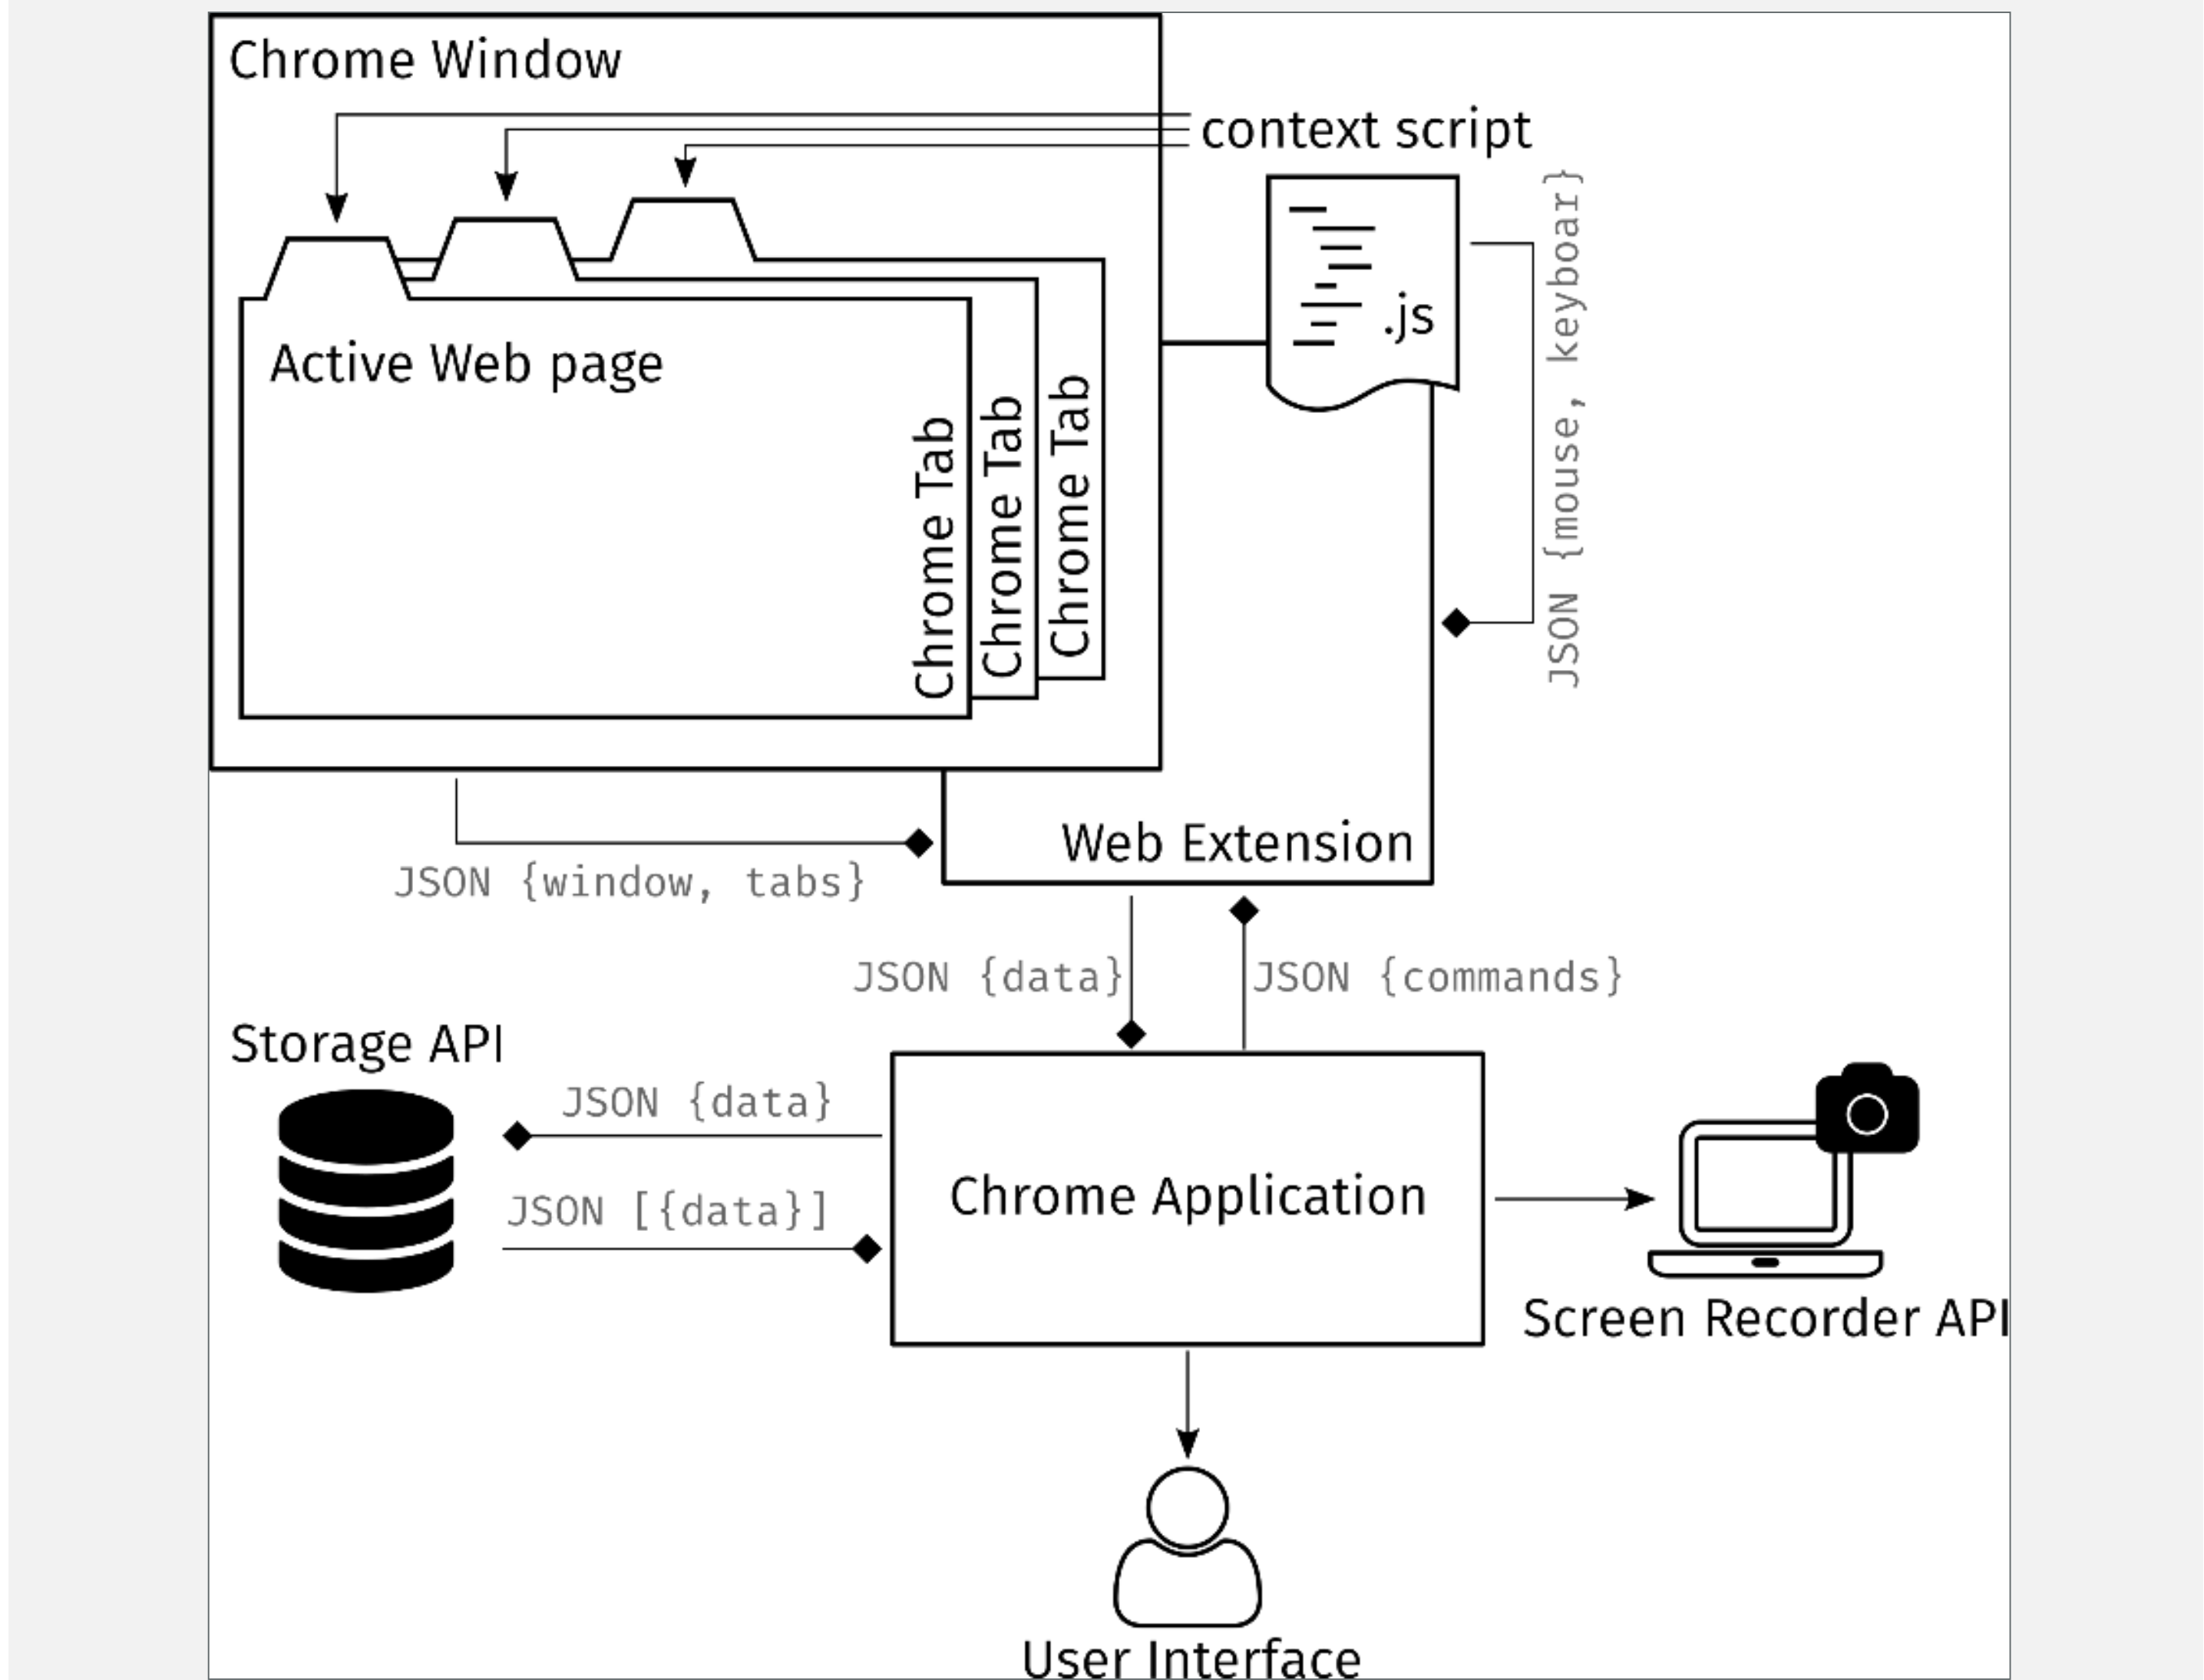 Chrome Window
context script
.js
JSON {mouse, keyboar}
Active Web page
Chrome Tab
Chrome Tab
Chrome Tab
Web Extension
JSON {window, tabs}
JSON {data}
JSON {commands}
Storage API
JSON {data}
JSON [{data}]
Chrome Application
Screen Recorder API
User Interface